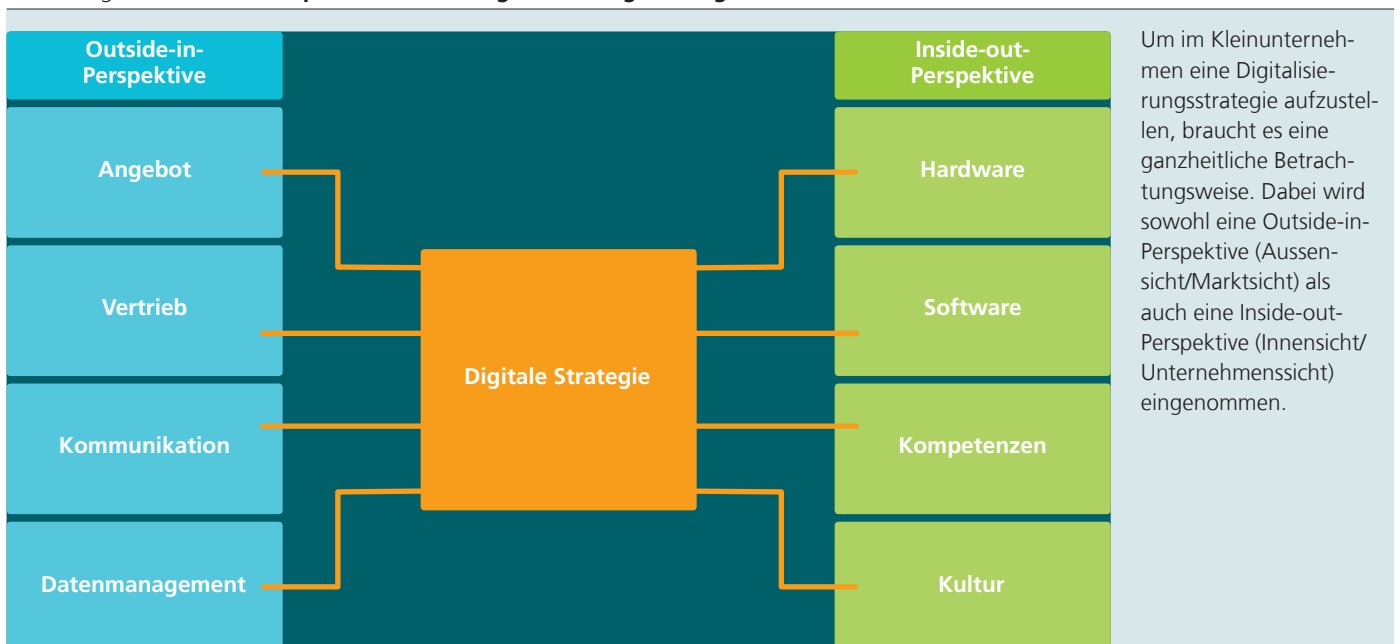 Outside-in-
Perspektive
Inside-out-
Perspektive
Angebot
Hardware
Vertrieb
Software
Digitale Strategie
Kommunikation
Kompetenzen
Datenmanagement
Kultur
Um im Kleinunterneh-
men eine Digitalisie-
rungsstrategie aufzustel-
len, braucht es eine
ganzheitliche Betrach-
tungsweise. Dabei wird
sowohl eine Outside-in-
Perspektive (Aussen-
sicht/Marktsicht) als
auch eine Inside-out-
Perspektive (Innensicht/
Unternehmenssicht)
eingenommen.